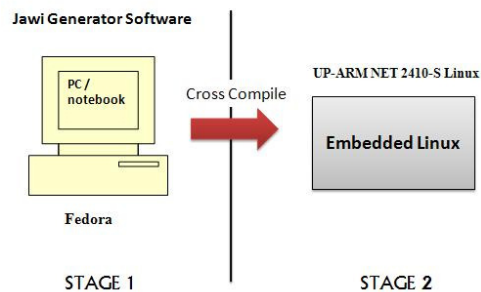 Jawi Generator Software
PC /
notebook
Fedora
Cross Compile
UP-ARM NET 2410-S Linux
Embedded Linux
STAGE 1
STAGE 2